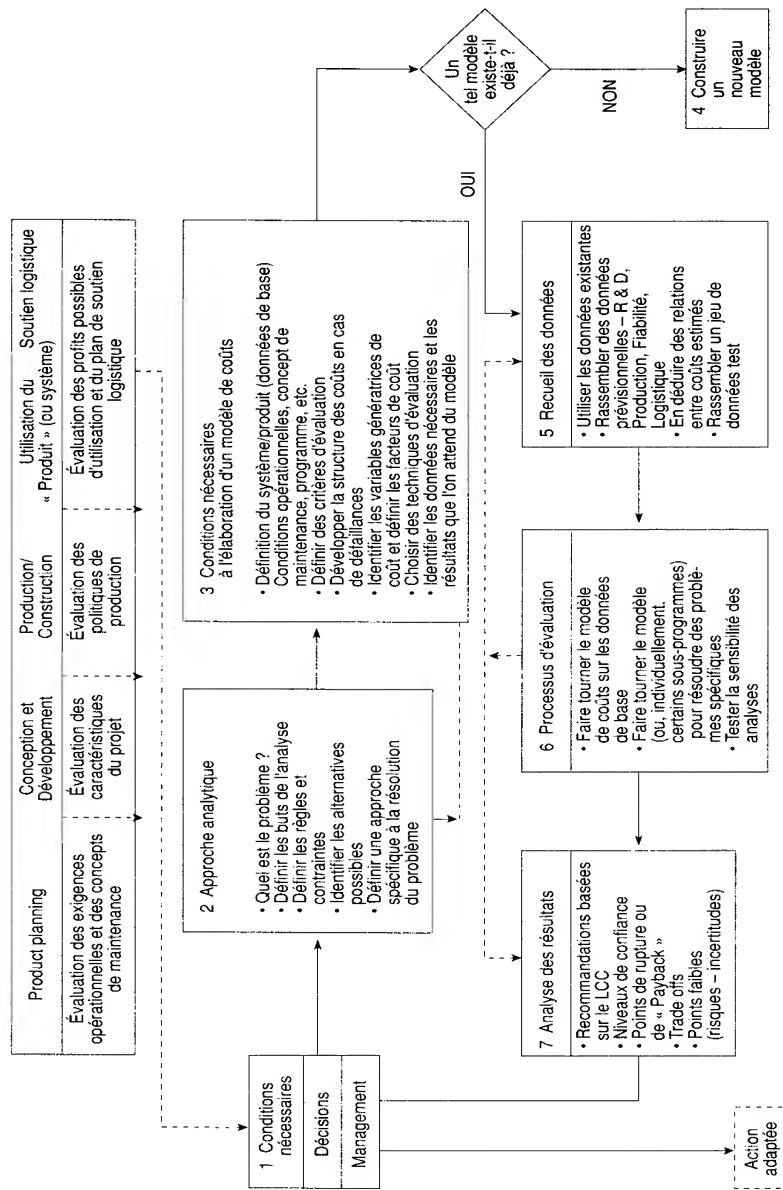 Product planning
Conception et
Développement
Production/
Construction
Utilisation du
« Produit » (ou système)
Soutien logistique
Évaluation des exigences
opérationnelles et des concepts
de maintenance
Évaluation des
caractéristiques
du projet
Évaluation des
politiques de
production
Évaluation des profits possibles
d'utilisation et du plan de soutien
logistique
1 Conditions
nécessaires
Décisions
Management
2 Approche analytique
• Quel est le problème ?
• Définir les buts de l'analyse
• Définir les règles et
contraintes
• Identifier les alternatives
possibles
• Définir une approche
spécifique à la résolution
du problème
3 Conditions nécessaires
à l'élaboration d'un modèle de coûts
• Définition du système/produit (données de base)
Conditions opérationnelles, concept de
maintenance, programme, etc.
• Définir des critères d'évaluation
• Développer la structure des coûts en cas
de défaillances
• Identifier les variables génératrices de
coût et définir les facteurs de coût
• Choisir des techniques d'évaluation
• Identifier les données nécessaires et les
résultats que l'on attend du modèle
Un
tel modèle
existe-t-il
déjà ?
OUI
NON
4 Construire
un
nouveau
modèle
5 Recueil des données
• Utiliser les données existantes
• Rassembler des données
prévisionnelles – R & D,
Production, Fiabilité,
Logistique
• En déduire des relations
entre coûts estimés
• Rassembler un jeu de
données test
6 Processus d'évaluation
• Faire tourner le modèle
de coûts sur les données
de base
• Faire tourner le modèle
(ou, individuellement,
certains sous-programmes)
pour résoudre des problè-
mes spécifiques
• Tester la sensibilité des
analyses
7 Analyse des résultats
• Recommandations basées
sur le LCC
• Niveaux de confiance
• Points de rupture ou
de « Payback »
• Trade offs
• Points faibles
(risques – incertitudes)
Action
adaptée